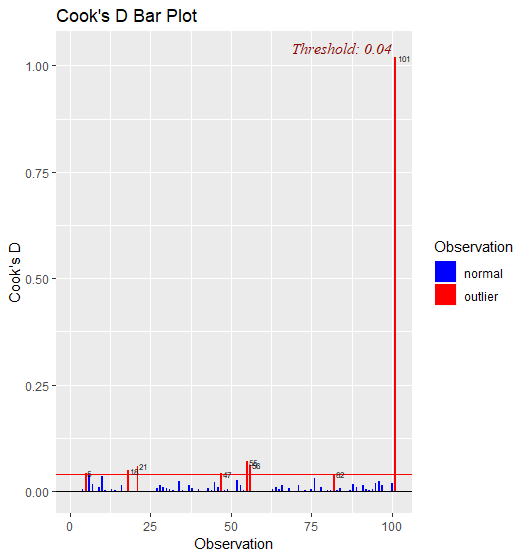 Cook's D Bar Plot
Threshold: 0.04
101
1.00
0.75
Cook's D
0.50
0.25
0.00
5
18
21
47
55
56
82
0
25
50
75
100
Observation
Observation
normal
outlier